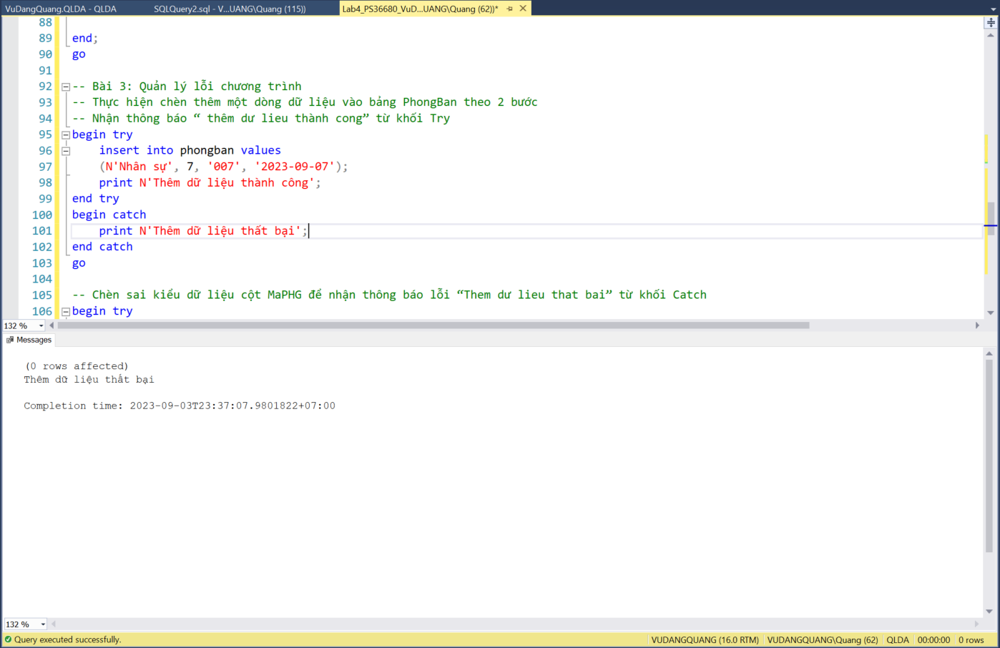 VuDangQuang.QLDA - QLDA
SQLQuery2.sql - V...UANG\Quang (115))
Lab4_PS36680_VuD...UANG\Quang (62))*
88
89 end;
90 go
91
92 -- Bài 3: Quản lý lỗi chương trình
93 -- Thực hiện chèn thêm một dòng dữ liệu vào bảng PhongBan theo 2 bước
94 -- Nhận thông báo “ thêm dư lieu thành cong” từ khối Try
95 begin try
96 insert into phongban values
97 (N'Nhân sự', 7, '007', '2023-09-07');
98 print N'Thêm dữ liệu thành công';
99 end try
100 begin catch
101 print N'Thêm dữ liệu thất bại';
102 end catch
103 go
104
105 -- Chèn sai kiểu dữ liệu cột MaPHG để nhận thông báo lỗi “Them dư lieu that bai” từ khối Catch
106 begin try
132 %
Messages
(0 rows affected)
Thêm dữ liệu thất bại
Completion time: 2023-09-03T23:37:07.9801822+07:00
132 %
Query executed successfully.
VUDANGQUANG (16.0 RTM)
VUDANGQUANG\Quang (62)
QLDA
00:00:00
0 rows